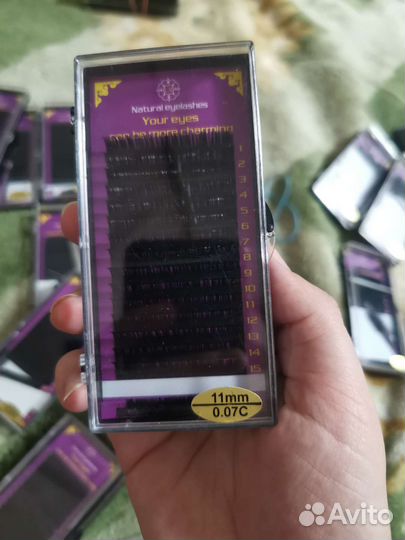 Natural eyelashes
Your eyes
can be more charming
1
2
3
4
5
6
7
8
9
10
11
12
13
14
15
11mm
0.07C
Avito